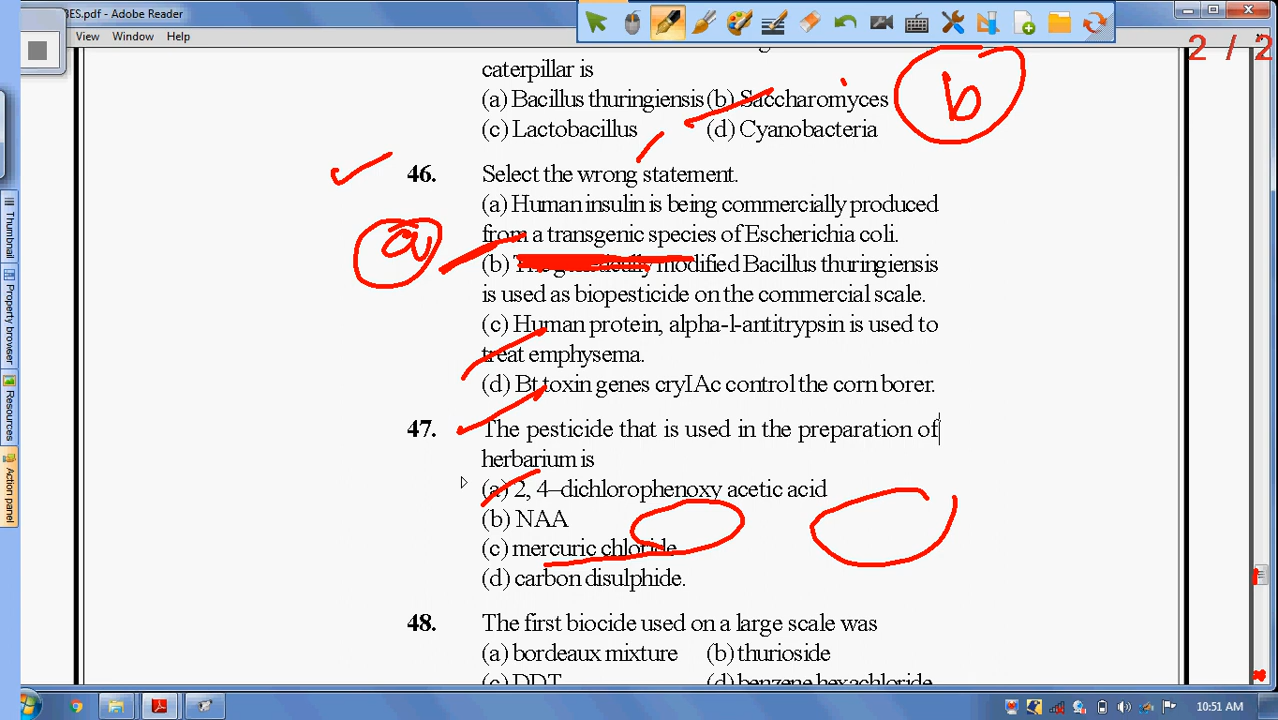 BES.pdf - Adobe Reader
View Window Help
2 / 2
caterpillar is
(a) Bacillus thuringiensis (b) Saccharomyces
(c) Lactobacillus (d) Cyanobacteria
b
46. Select the wrong statement.
(a) Human insulin is being commercially produced
from a transgenic species of Escherichia coli.
a
(b) The genetically modified Bacillus thuringiensis
is used as biopesticide on the commercial scale.
(c) Human protein, alpha-l-antitrypsin is used to
treat emphysema.
(d) Bt toxin genes cryIAc control the corn borer.
47. The pesticide that is used in the preparation of
herbarium is
(a) 2, 4–dichlorophenoxy acetic acid
(b) NAA
(c) mercuric chloride
(d) carbon disulphide.
48. The first biocide used on a large scale was
(a) bordeaux mixture (b) thurioside
(c) DDT (d) benzene hexachloride
Thumbnail
Property browser
Resources
Action panel
10:51 AM